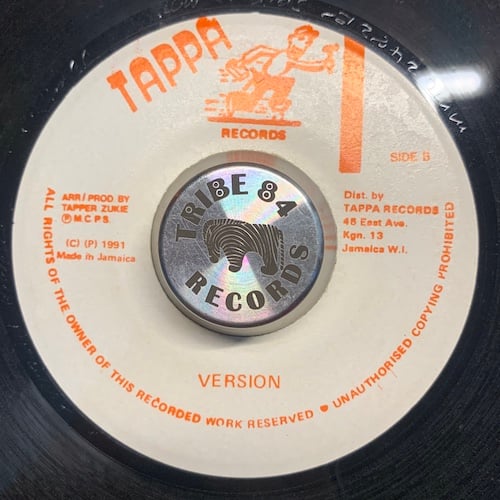 TAPPA
RECORDS
SIDE B
ARR/PROD BY
TAPPER ZUKIE
Ⓟ M.C.P.S.
(C) (P) 1991
Made in Jamaica
Dist. by
TAPPA RECORDS
48 East Ave.
Kgn. 13
Jamaica W.I.
TRIBE 84
RECORDS
VERSION
ALL RIGHTS OF THE OWNER OF THIS RECORDED WORK RESERVED • UNAUTHORISED COPYING PROHIBITED